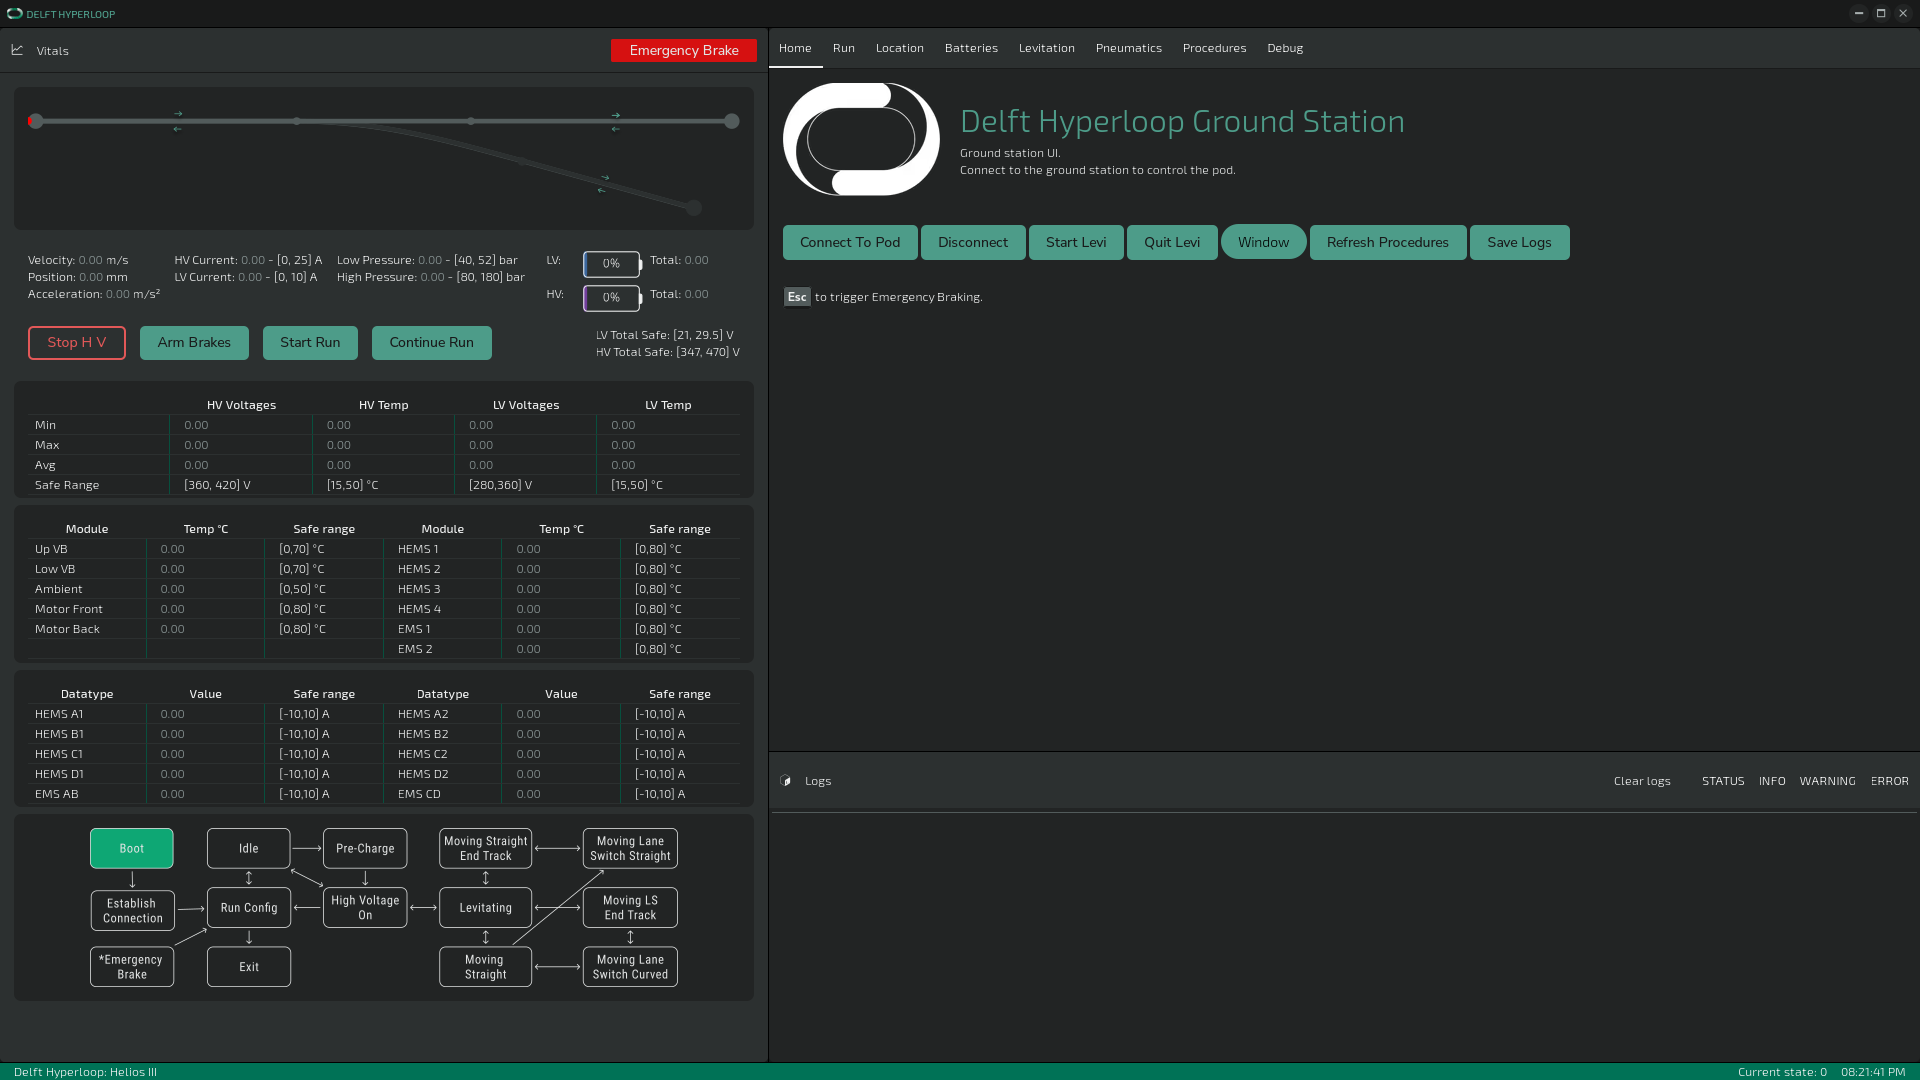 DELFT HYPERLOOP
Vitals
Emergency Brake
Velocity: 0.00 m/s
Position: 0.00 mm
Acceleration: 0.00 m/s²
HV Current: 0.00 - [0, 25] A
LV Current: 0.00 - [0, 10] A
Low Pressure: 0.00 - [40, 52] bar
High Pressure: 0.00 - [80, 180] bar
LV: 0% Total: 0.00
HV: 0% Total: 0.00
Stop H V
Arm Brakes
Start Run
Continue Run
LV Total Safe: [21, 29.5] V
HV Total Safe: [347, 470] V
HV Voltages HV Temp LV Voltages LV Temp
Min 0.00 0.00 0.00 0.00
Max 0.00 0.00 0.00 0.00
Avg 0.00 0.00 0.00 0.00
Safe Range [360, 420] V [15,50] °C [280,360] V [15,50] °C
Module Temp °C Safe range Module Temp °C Safe range
Up VB 0.00 [0,70] °C HEMS 1 0.00 [0,80] °C
Low VB 0.00 [0,70] °C HEMS 2 0.00 [0,80] °C
Ambient 0.00 [0,50] °C HEMS 3 0.00 [0,80] °C
Motor Front 0.00 [0,80] °C HEMS 4 0.00 [0,80] °C
Motor Back 0.00 [0,80] °C EMS 1 0.00 [0,80] °C
EMS 2 0.00 [0,80] °C
Datatype Value Safe range Datatype Value Safe range
HEMS A1 0.00 [-10,10] A HEMS A2 0.00 [-10,10] A
HEMS B1 0.00 [-10,10] A HEMS B2 0.00 [-10,10] A
HEMS C1 0.00 [-10,10] A HEMS C2 0.00 [-10,10] A
HEMS D1 0.00 [-10,10] A HEMS D2 0.00 [-10,10] A
EMS AB 0.00 [-10,10] A EMS CD 0.00 [-10,10] A
Boot
Idle
Pre-Charge
Moving Straight
End Track
Moving Lane
Switch Straight
Establish
Connection
Run Config
High Voltage
On
Levitating
Moving LS
End Track
*Emergency
Brake
Exit
Moving
Straight
Moving Lane
Switch Curved
Home Run Location Batteries Levitation Pneumatics Procedures Debug
Delft Hyperloop Ground Station
Ground station UI.
Connect to the ground station to control the pod.
Connect To Pod
Disconnect
Start Levi
Quit Levi
Window
Refresh Procedures
Save Logs
Esc to trigger Emergency Braking.
Logs
Clear logs STATUS INFO WARNING ERROR
Delft Hyperloop: Helios III
Current state: 0 08:21:41 PM